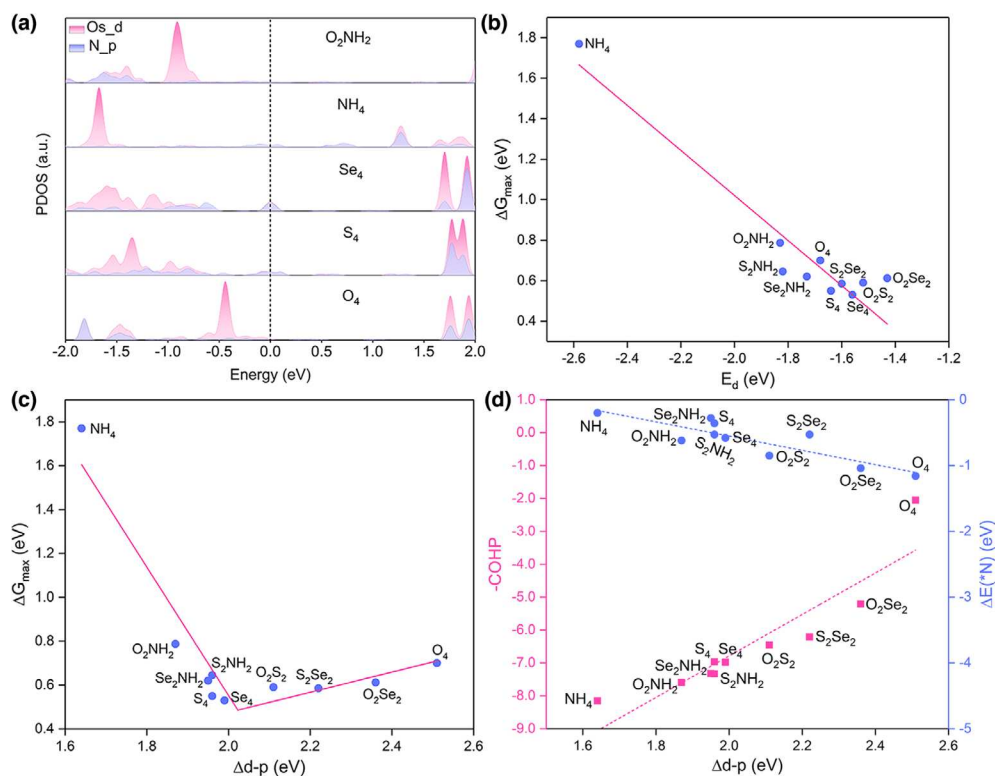 (a)
Os_d
N_p
O₂NH₂
NH₄
Se₄
S₄
O₄
PDOS (a.u.)
-2.0 -1.5 -1.0 -0.5 0.0 0.5 1.0 1.5 2.0
Energy (eV)
(b)
ΔGmax (eV)
1.8
1.6
1.4
1.2
1.0
0.8
0.6
0.4
NH₄
O₂NH₂
O₄
S₂NH₂
S₂Se₂
O₂Se₂
Se₂NH₂
O₂S₂
S₄
Se₄
-2.6 -2.4 -2.2 -2.0 -1.8 -1.6 -1.4 -1.2
Ed (eV)
(c)
ΔGmax (eV)
1.8
1.6
1.4
1.2
1.0
0.8
0.6
0.4
NH₄
O₂NH₂
S₂NH₂
Se₂NH₂
O₂S₂
S₂Se₂
O₄
S₄
Se₄
O₂Se₂
1.6 1.8 2.0 2.2 2.4 2.6
Δd-p (eV)
(d)
-COHP
1.0
0.0
-1.0
-2.0
-3.0
-4.0
-5.0
-6.0
-7.0
-8.0
-9.0
NH₄
Se₂NH₂
S₄
S₂Se₂
O₂NH₂
Se₄
S₂NH₂
O₂S₂
O₂Se₂
O₄
O₄
O₂Se₂
S₂Se₂
S₄
Se₄
O₂S₂
Se₂NH₂
S₂NH₂
O₂NH₂
NH₄
0
-1
-2
-3
-4
-5
ΔE(*N) (eV)
1.6 1.8 2.0 2.2 2.4 2.6
Δd-p (eV)